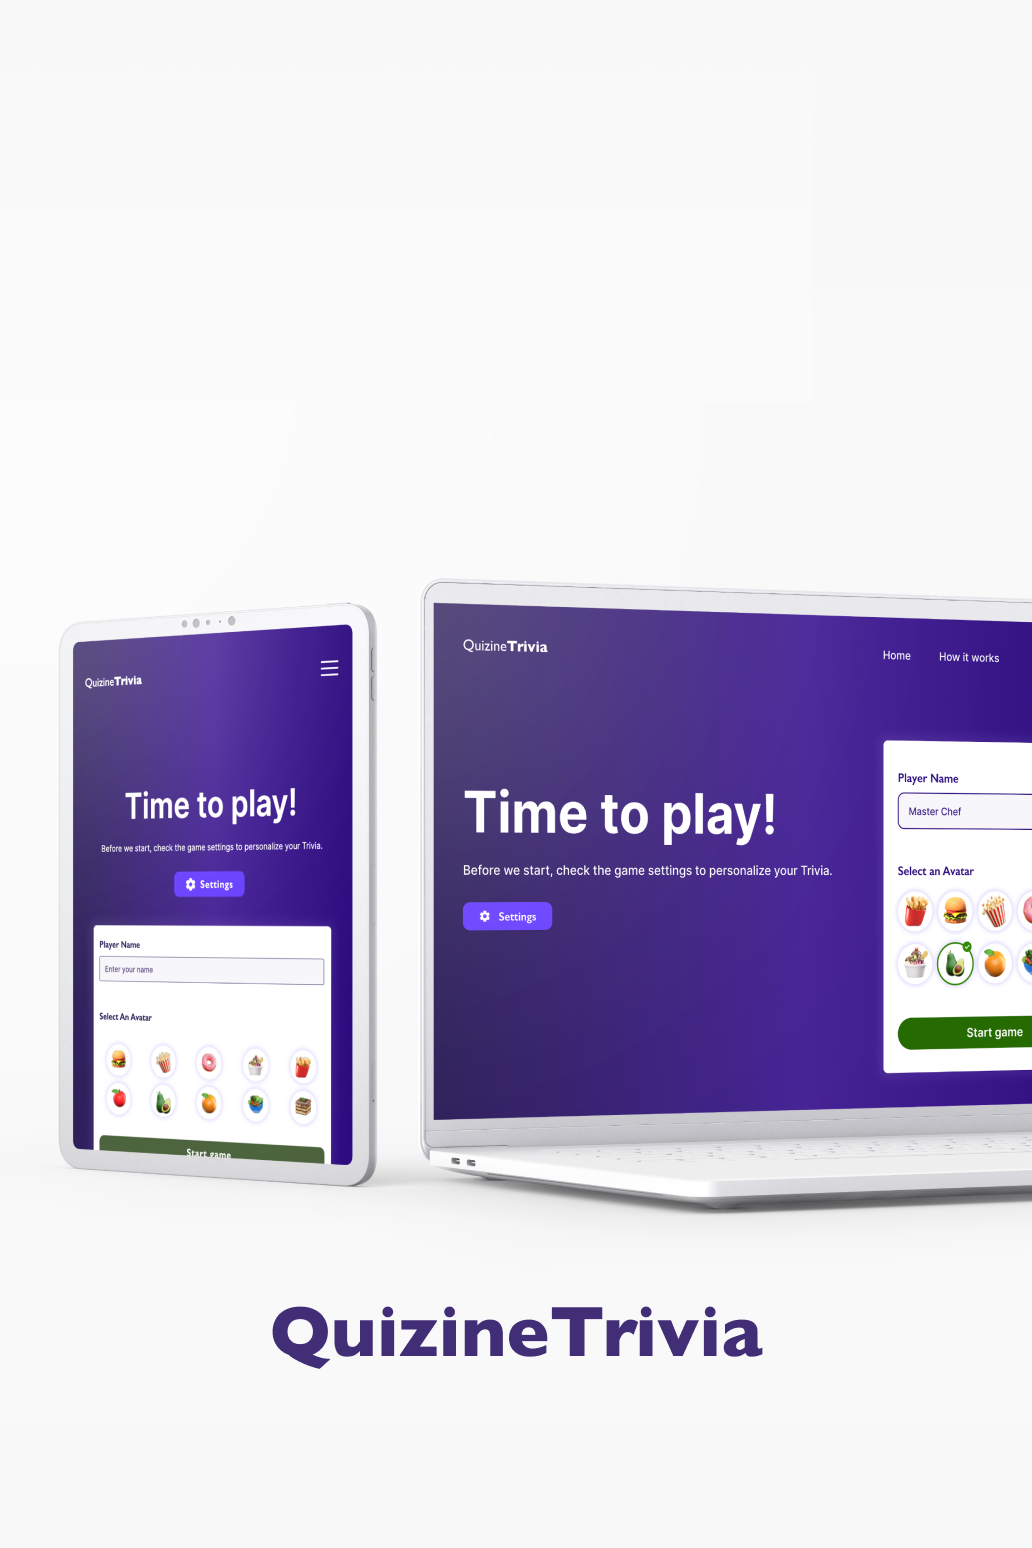 QuizineTrivia
Time to play!
Before we start, check the game settings to personalize your Trivia.
Settings
Player Name
Enter your name
Select An Avatar
Start game
QuizineTrivia
Home How it works
Time to play!
Before we start, check the game settings to personalize your Trivia.
Settings
Player Name
Master Chef
Select an Avatar
Start game
QuizineTrivia